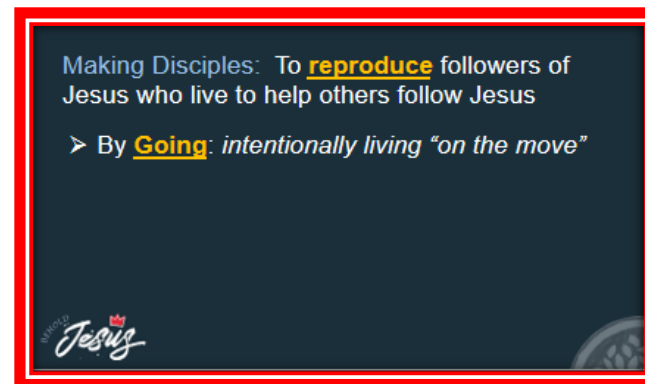 Making Disciples: To reproduce followers of
Jesus who live to help others follow Jesus
➢ By Going: intentionally living “on the move”
BEHOLD
Jesus